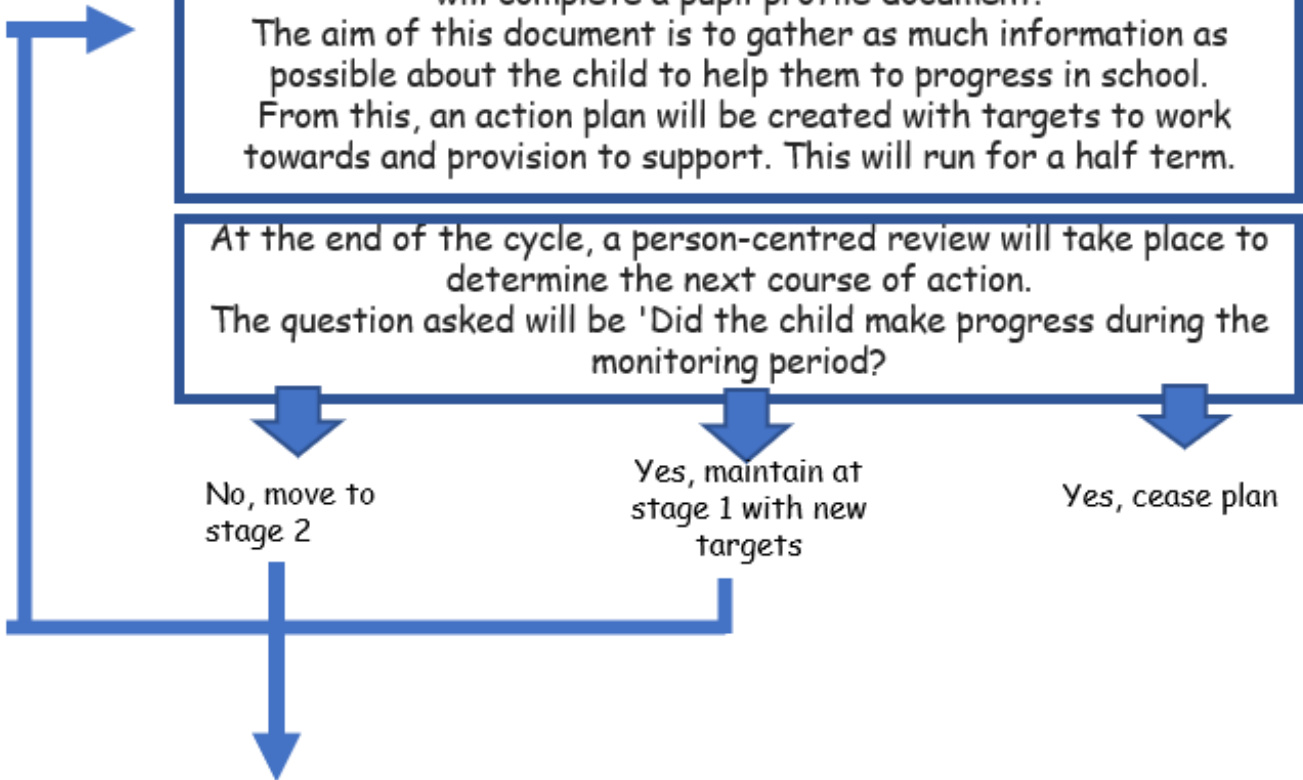 will complete a pupil profile document.
The aim of this document is to gather as much information as
possible about the child to help them to progress in school.
From this, an action plan will be created with targets to work
towards and provision to support. This will run for a half term.
At the end of the cycle, a person-centred review will take place to
determine the next course of action.
The question asked will be 'Did the child make progress during the
monitoring period?
No, move to
stage 2
Yes, maintain at
stage 1 with new
targets
Yes, cease plan